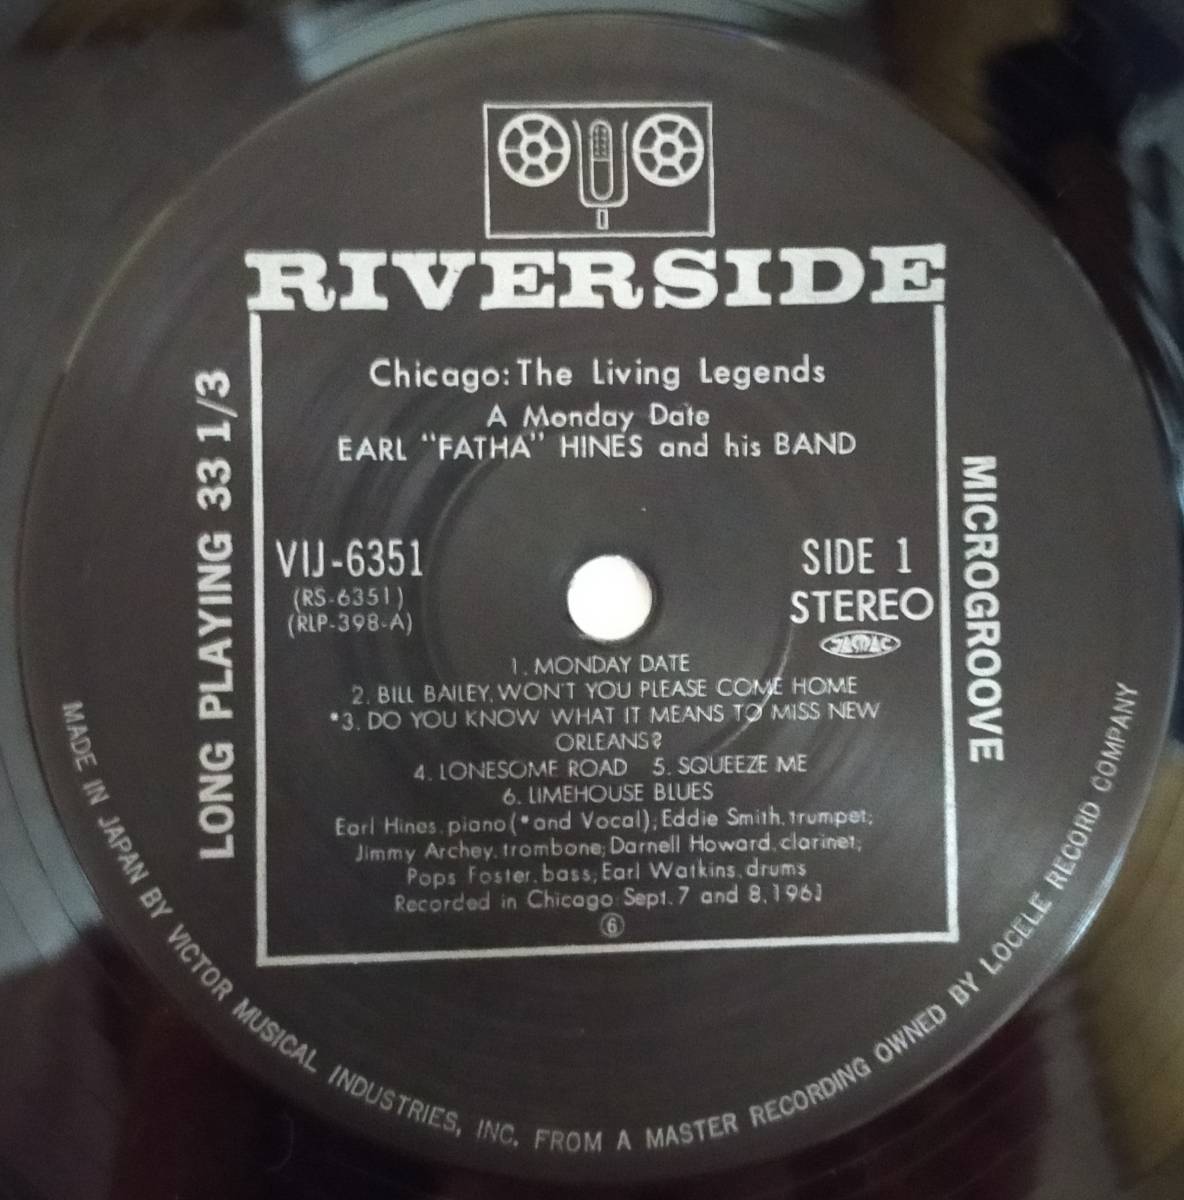 RIVERSIDE
Chicago: The Living Legends
A Monday Date
EARL "FATHA" HINES and his BAND
VIJ-6351
(RS-6351)
(RLP-398-A)
SIDE 1
STEREO
JASRAC
1. MONDAY DATE
2. BILL BAILEY, WON'T YOU PLEASE COME HOME
*3. DO YOU KNOW WHAT IT MEANS TO MISS NEW
ORLEANS?
4. LONESOME ROAD 5. SQUEEZE ME
6. LIMEHOUSE BLUES
Earl Hines, piano (* and Vocal); Eddie Smith, trumpet;
Jimmy Archey, trombone; Darnell Howard, clarinet;
Pops Foster, bass; Earl Watkins, drums
Recorded in Chicago: Sept. 7 and 8, 1961
⑥
LONG PLAYING 33 1/3
MICROGROOVE
MADE IN JAPAN BY VICTOR MUSICAL INDUSTRIES, INC. FROM A MASTER RECORDING OWNED BY LOCELE RECORD COMPANY